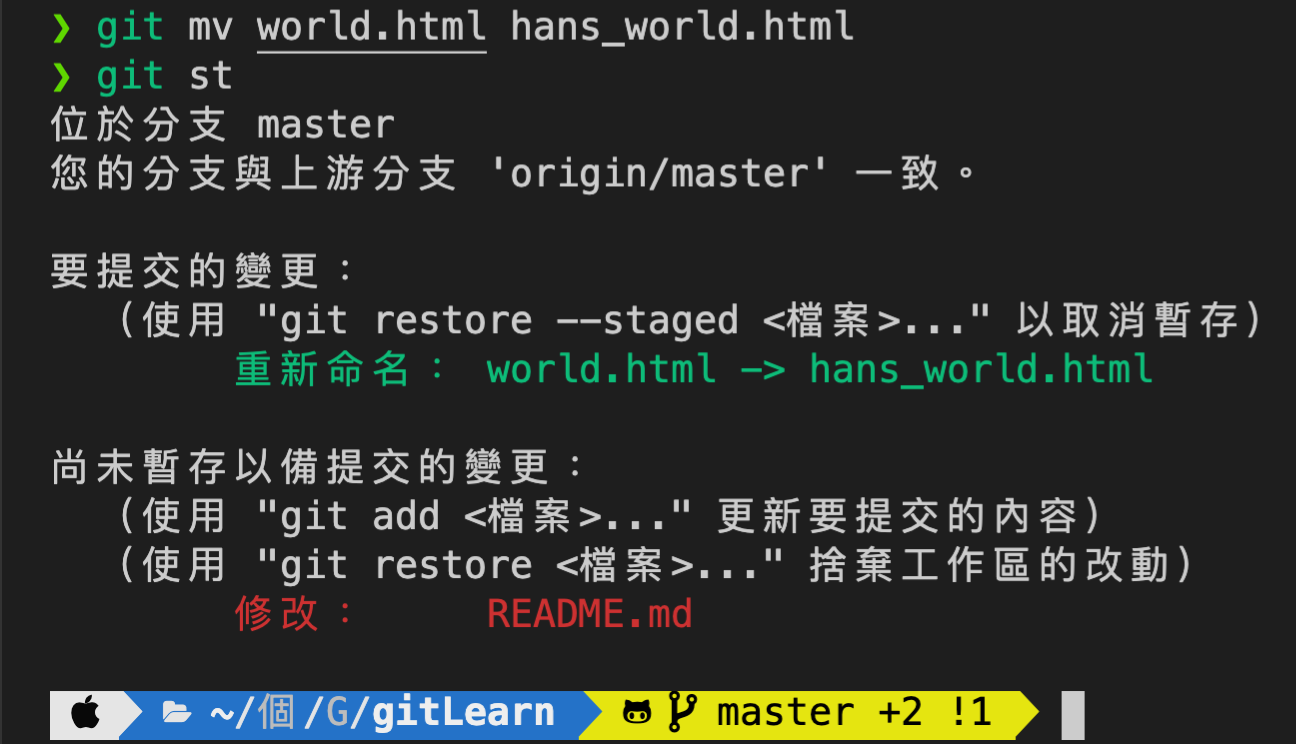 ❯ git mv world.html hans_world.html
❯ git st
位於分支 master
您的分支與上游分支 'origin/master' 一致。
要提交的變更：
（使用 "git restore --staged <檔案>..." 以取消暫存）
重新命名： world.html -> hans_world.html
尚未暫存以備提交的變更：
（使用 "git add <檔案>..." 更新要提交的內容）
（使用 "git restore <檔案>..." 捨棄工作區的改動）
修改： README.md
~/個/G/gitLearn master +2 !1